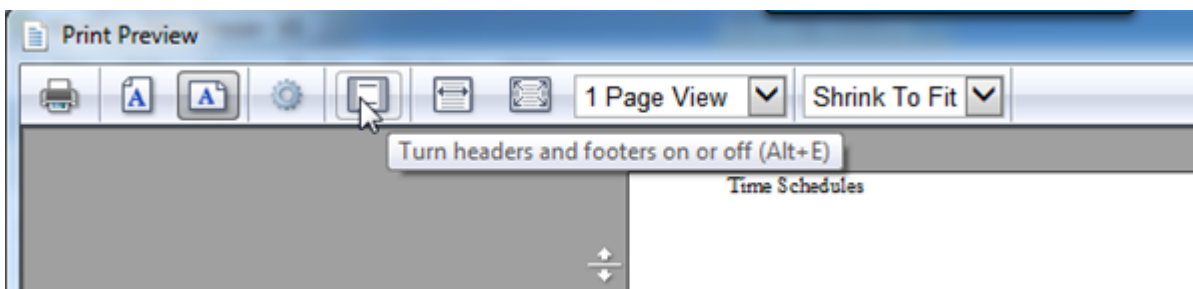 Print Preview
A A 1 Page View Shrink To Fit
Turn headers and footers on or off (Alt+E)
Time Schedules